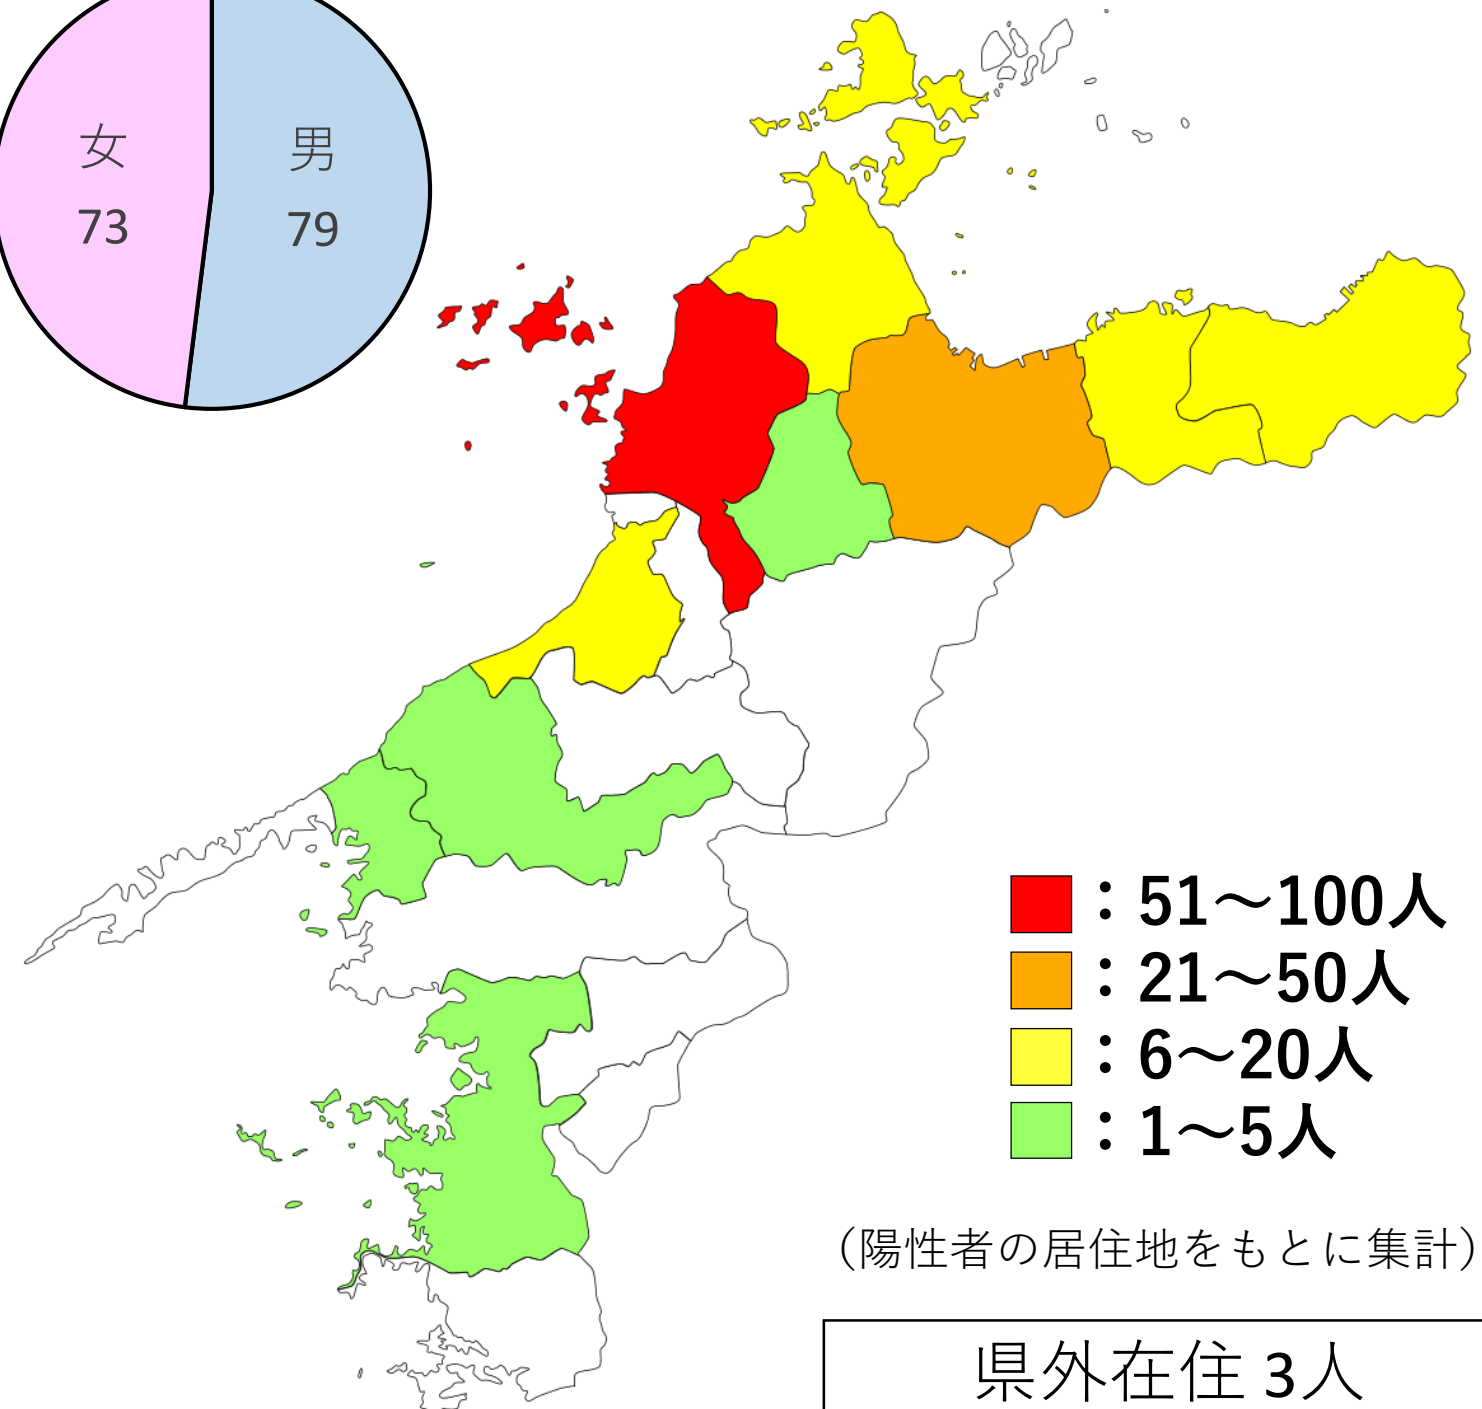 女
73
男
79
：51～100人
：21～50人
：6～20人
：1～5人
（陽性者の居住地をもとに集計）
県外在住 3人